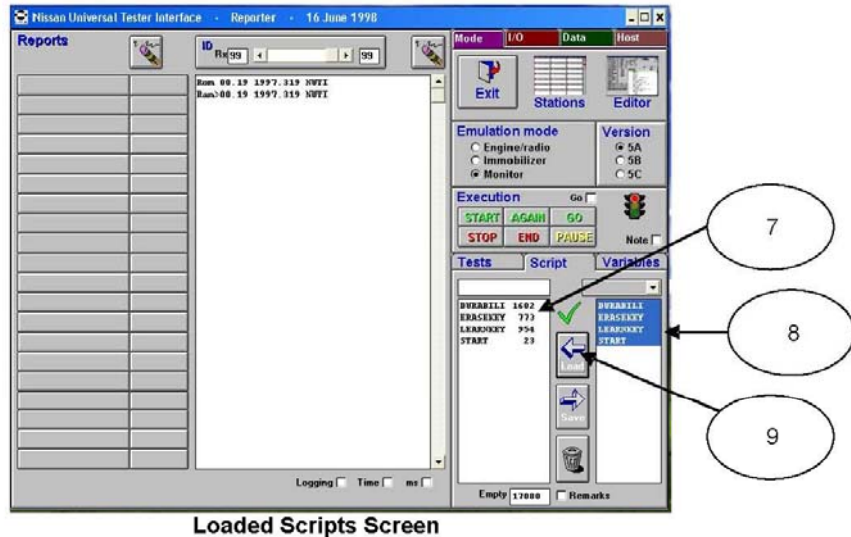 Nissan Universal Tester Interface - Reporter - 16 June 1998
Reports
ID
Rx 99 99
Rom 00.19 1997.319 NUTI
Ram>00.19 1997.319 NUTI
Logging Time ms
Mode I/O Data Host
Exit Stations Editor
Emulation mode
Engine/radio
Immobilizer
Monitor
Version
5A
5B
5C
Execution Go
START AGAIN GO
STOP END PAUSE Note
Tests Script Variables
DURABILI 1602
ERASEKEY 773
LEARNKEY 954
START 23
Load
Save
DURABILI
ERASEKEY
LEARNKEY
START
Empty 17080 Remarks
7
8
9
Loaded Scripts Screen